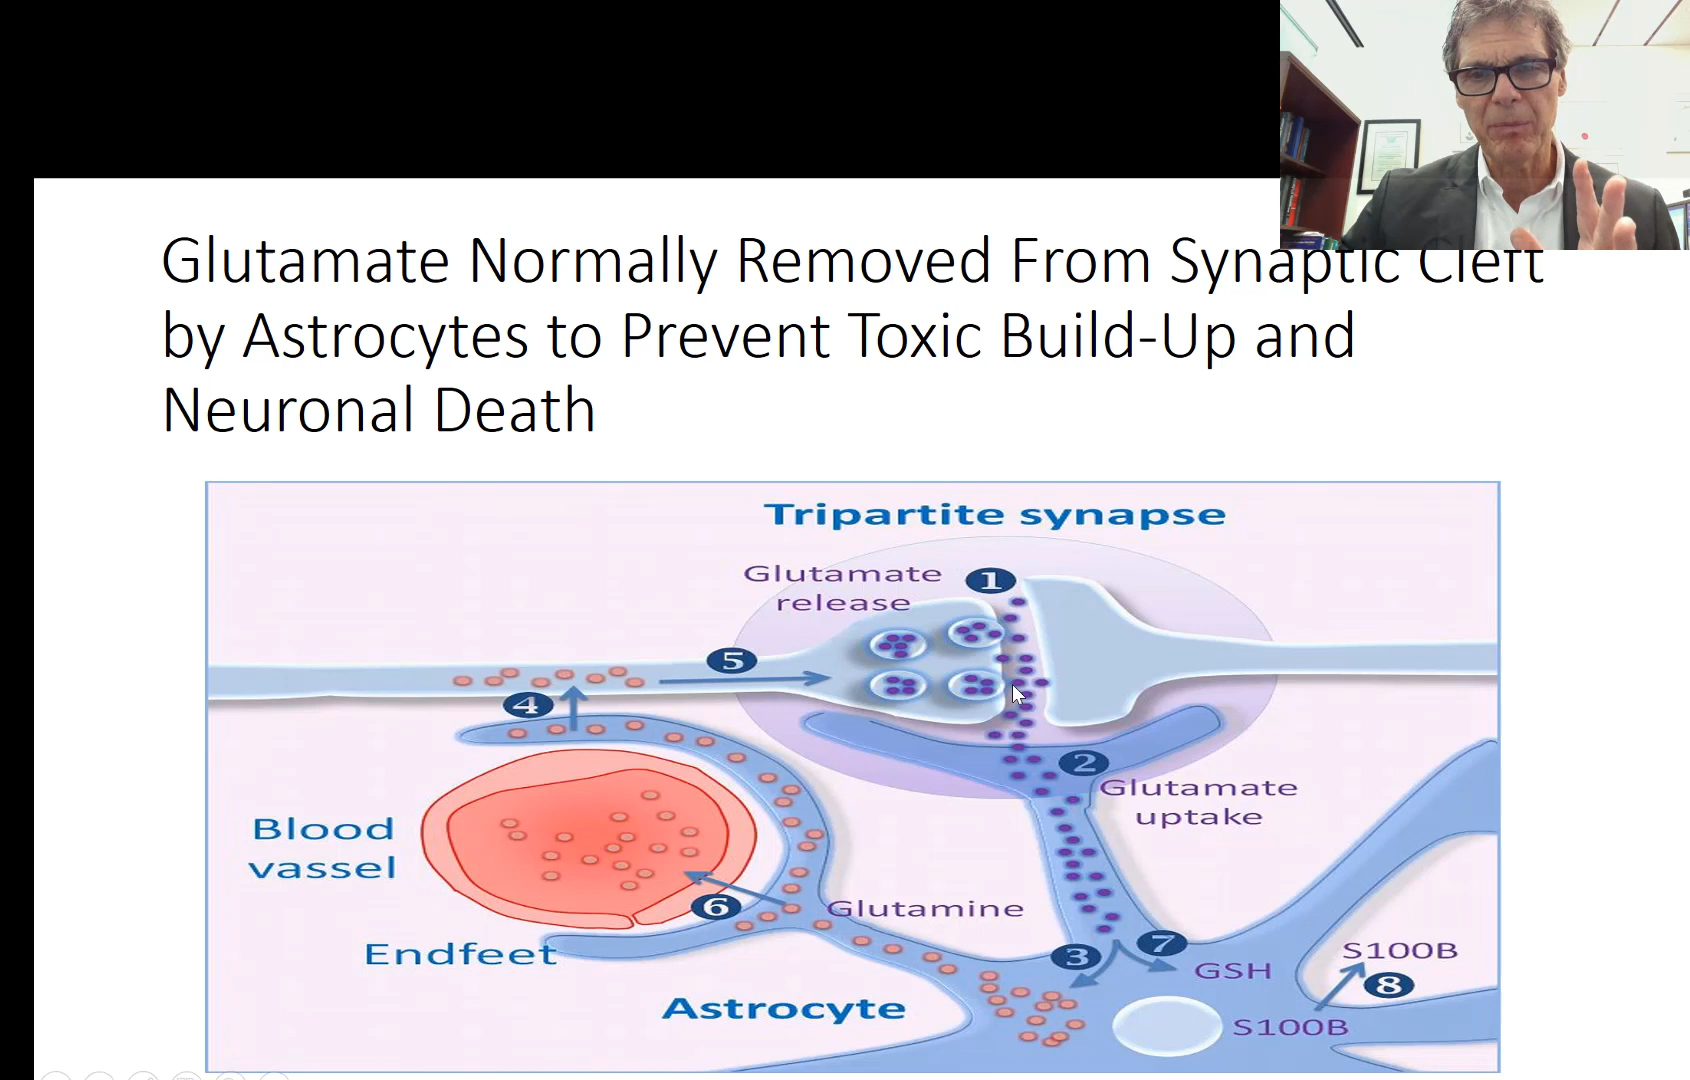 Glutamate Normally Removed From Synaptic Cleft
by Astrocytes to Prevent Toxic Build-Up and
Neuronal Death
Tripartite synapse
Glutamate
release
1
5
4
2
Glutamate
uptake
Blood
vassel
6
Glutamine
Endfeet
3
7
GSH
S100B
8
Astrocyte
S100B